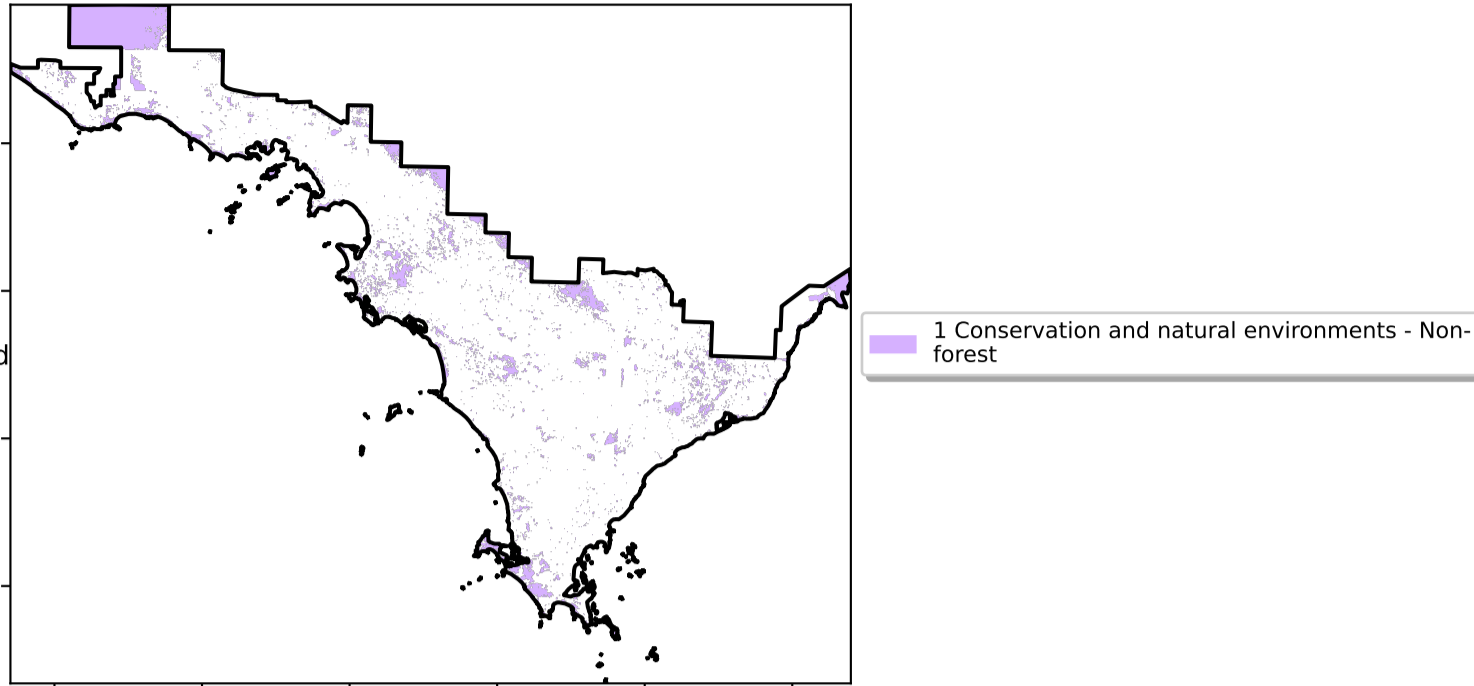 1 Conservation and natural environments - Non-
forest
d